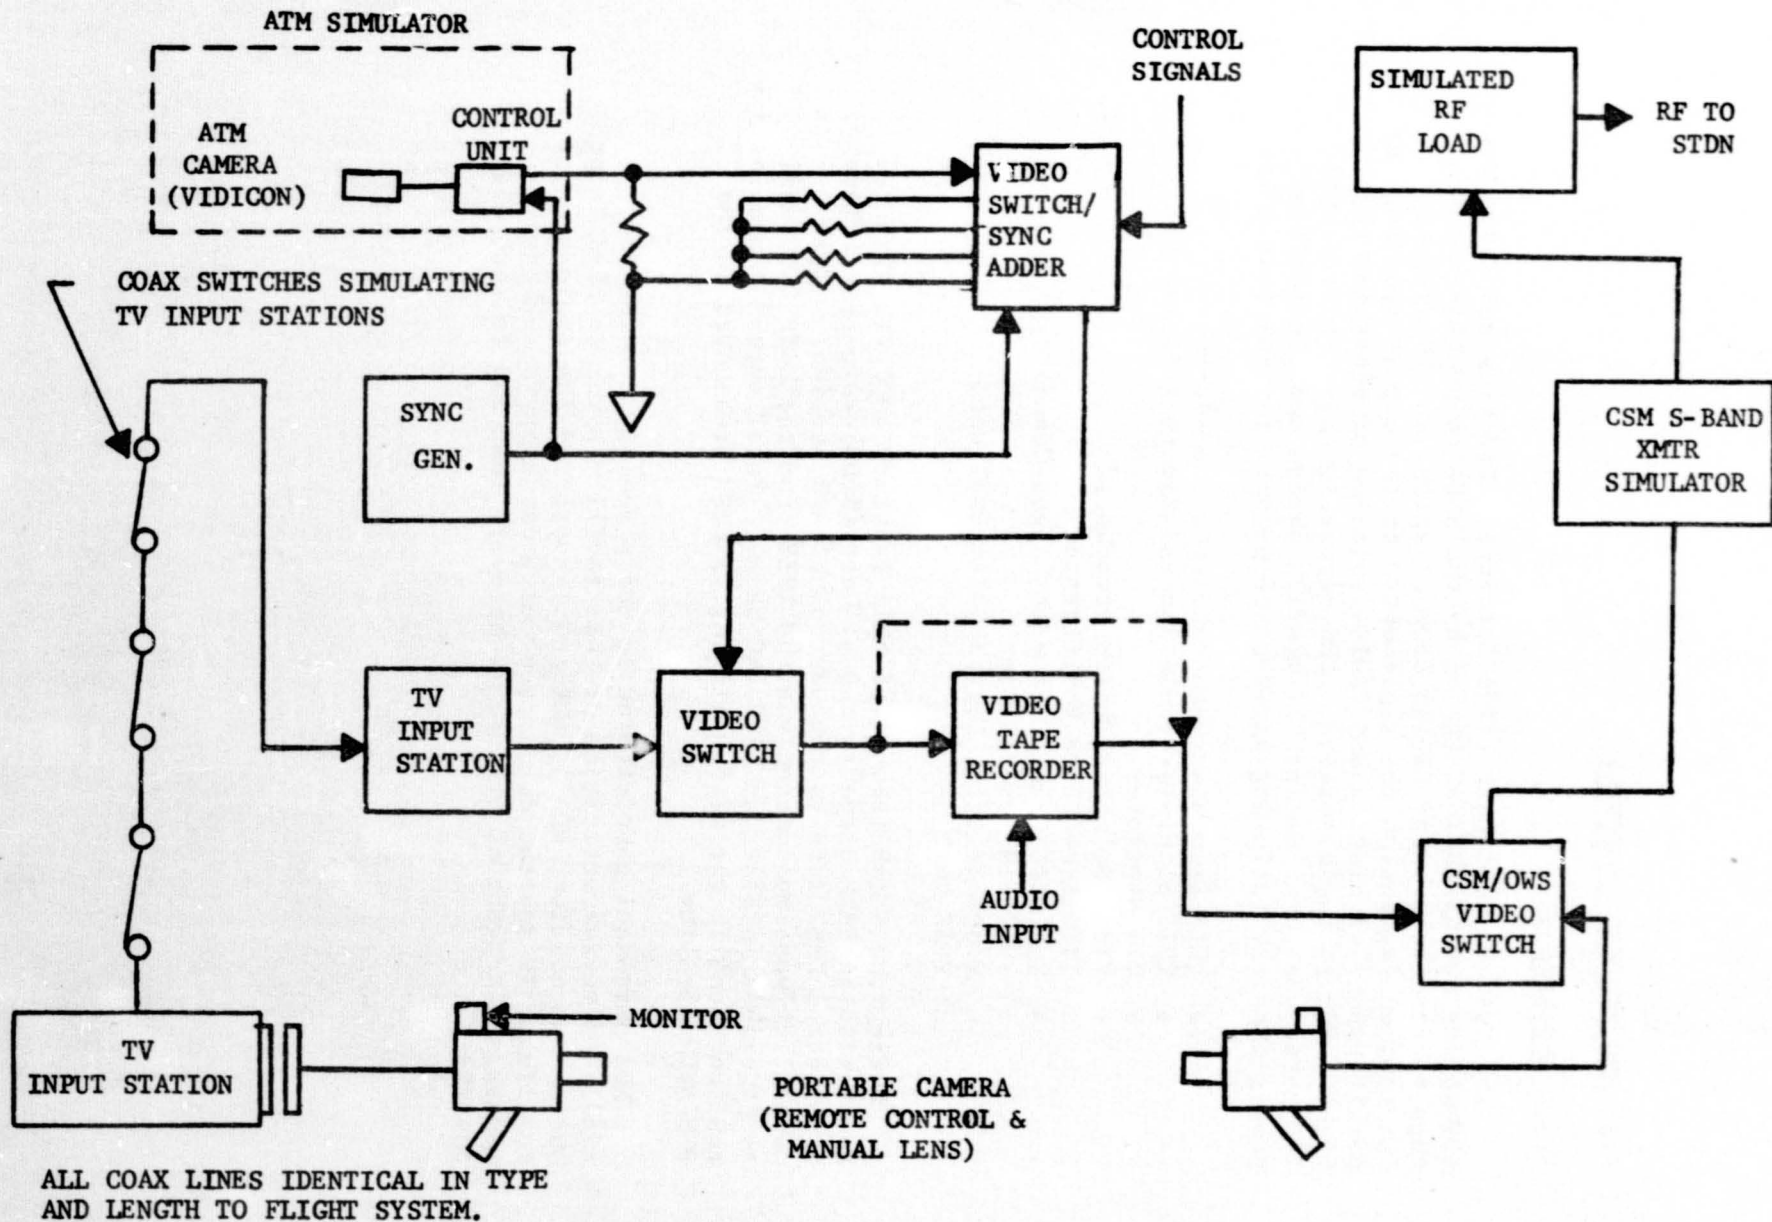 ATM SIMULATOR
ATM
CAMERA
(VIDICON)
CONTROL
UNIT
CONTROL
SIGNALS
VIDEO
SWITCH/
SYNC
ADDER
SIMULATED
RF
LOAD
RF TO
STDN
COAX SWITCHES SIMULATING
TV INPUT STATIONS
SYNC
GEN.
CSM S-BAND
XMTR
SIMULATOR
TV
INPUT
STATION
VIDEO
SWITCH
VIDEO
TAPE
RECORDER
AUDIO
INPUT
CSM/OWS
VIDEO
SWITCH
TV
INPUT STATION
MONITOR
PORTABLE CAMERA
(REMOTE CONTROL &
MANUAL LENS)
ALL COAX LINES IDENTICAL IN TYPE
AND LENGTH TO FLIGHT SYSTEM.